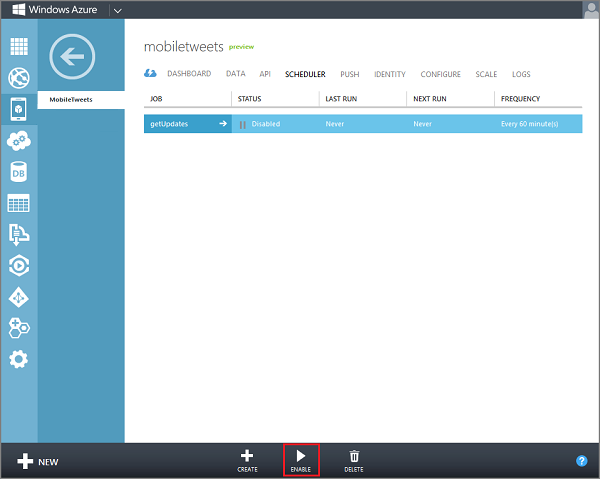 Windows Azure
mobiletweets preview
DASHBOARD DATA API SCHEDULER PUSH IDENTITY CONFIGURE SCALE LOGS
MobileTweets
JOB STATUS LAST RUN NEXT RUN FREQUENCY
getUpdates Disabled Never Never Every 60 minute(s)
DB
NEW
CREATE ENABLE DELETE
?